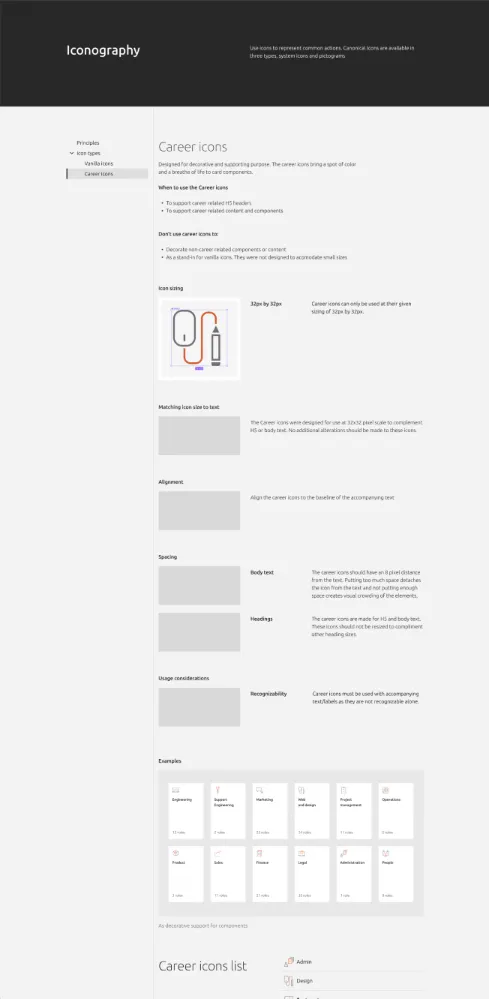 Iconography
Use icons to represent common actions. Canonical icons are available in
three types, system icons and pictograms
Principles
Icon types
Vanilla icons
Career icons
Career icons
Designed for decorative and supporting purpose. The career icons bring a spot of color
and a breathe of life to card components.
When to use the Career icons
• To support career related H5 headers
• To support career related content and components
Don't use career icons to:
• Decorate non-career related components or content
• As a stand-in for vanilla icons. They were not designed to accomodate small sizes
Icon sizing
32px by 32px
Career icons can only be used at their given
sizing of 32px by 32px.
Matching icon size to text
The Career icons were designed for use at 32x32 pixel scale to complement
H5 or body text. No additional alterations should be made to these icons.
Alignment
Align the career icons to the baseline of the accompanying text
Spacing
Body text
The career icons should have an 8 pixel distance
from the text. Putting too much space detaches
the icon from the text and not putting enough
space creates visual crowding of the elements.
Headings
The career icons are made for H5 and body text.
These icons should not be resized to compliment
other heading sizes
Usage considerations
Recognizability
Career icons must be used with accompanying
text/labels as they are not recognizable alone
Examples
Engineering
Support
Engineering
Marketing
Web
and design
Project
management
Operations
Product
Sales
Finance
Legal
Administration
People
As decorative support for components
Career icons list
Admin
Design